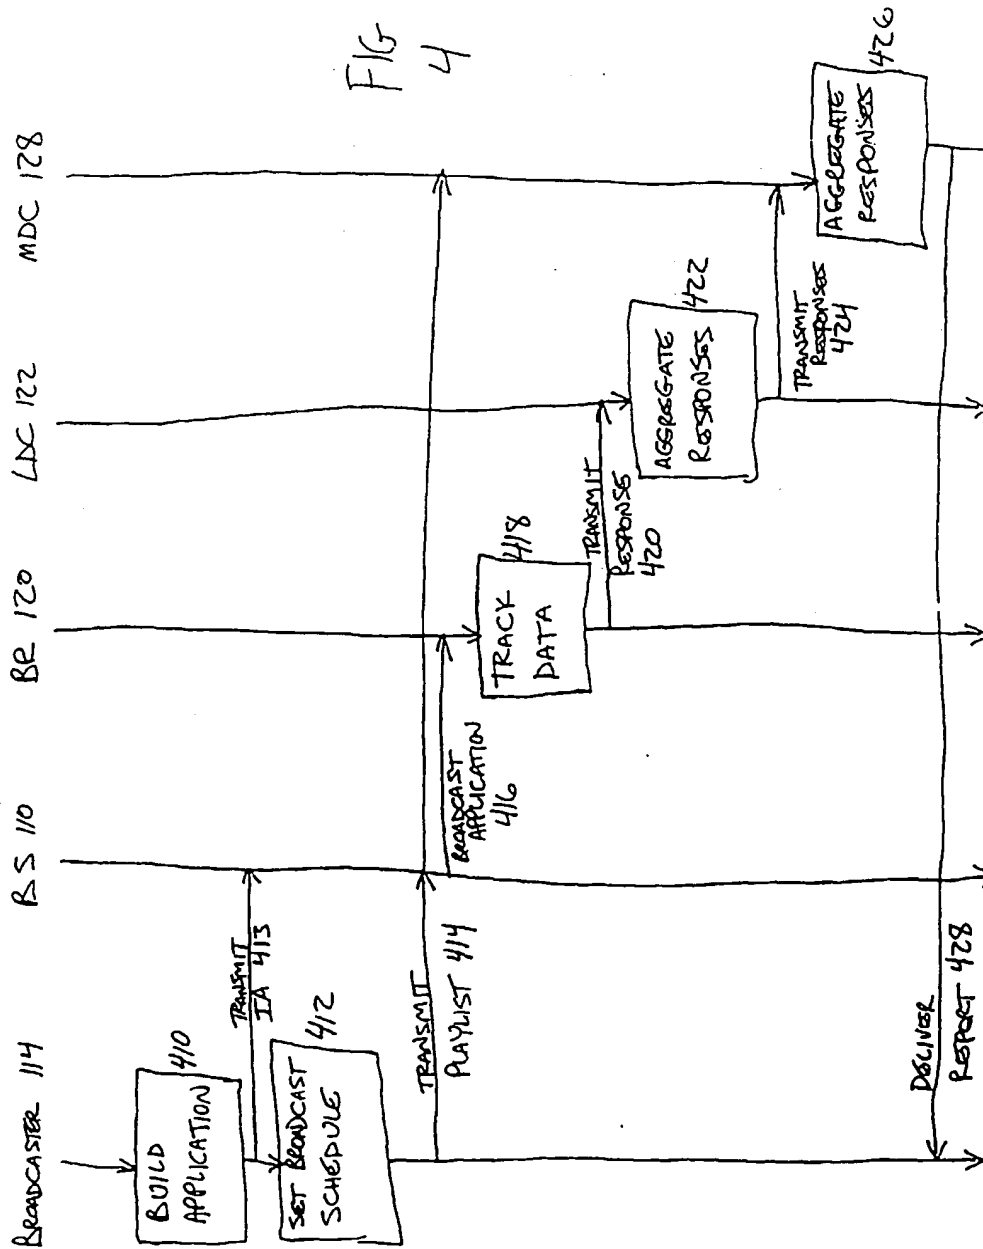 BROADCASTER 114
BS 110
BR 120
LDC 122
MDC 128
BUILD
APPLICATION
410
TRANSMIT
IA 413
SET BROADCAST
SCHEDULE
412
TRANSMIT
PLAYLIST 414
BROADCAST
APPLICATION
416
TRACK
DATA
418
TRANSMIT
RESPONSE
420
AGGREGATE
RESPONSES
422
TRANSMIT
RESPONSES
424
AGGREGATE
RESPONSES
426
DELIVER
REPORT 428
FIG
4